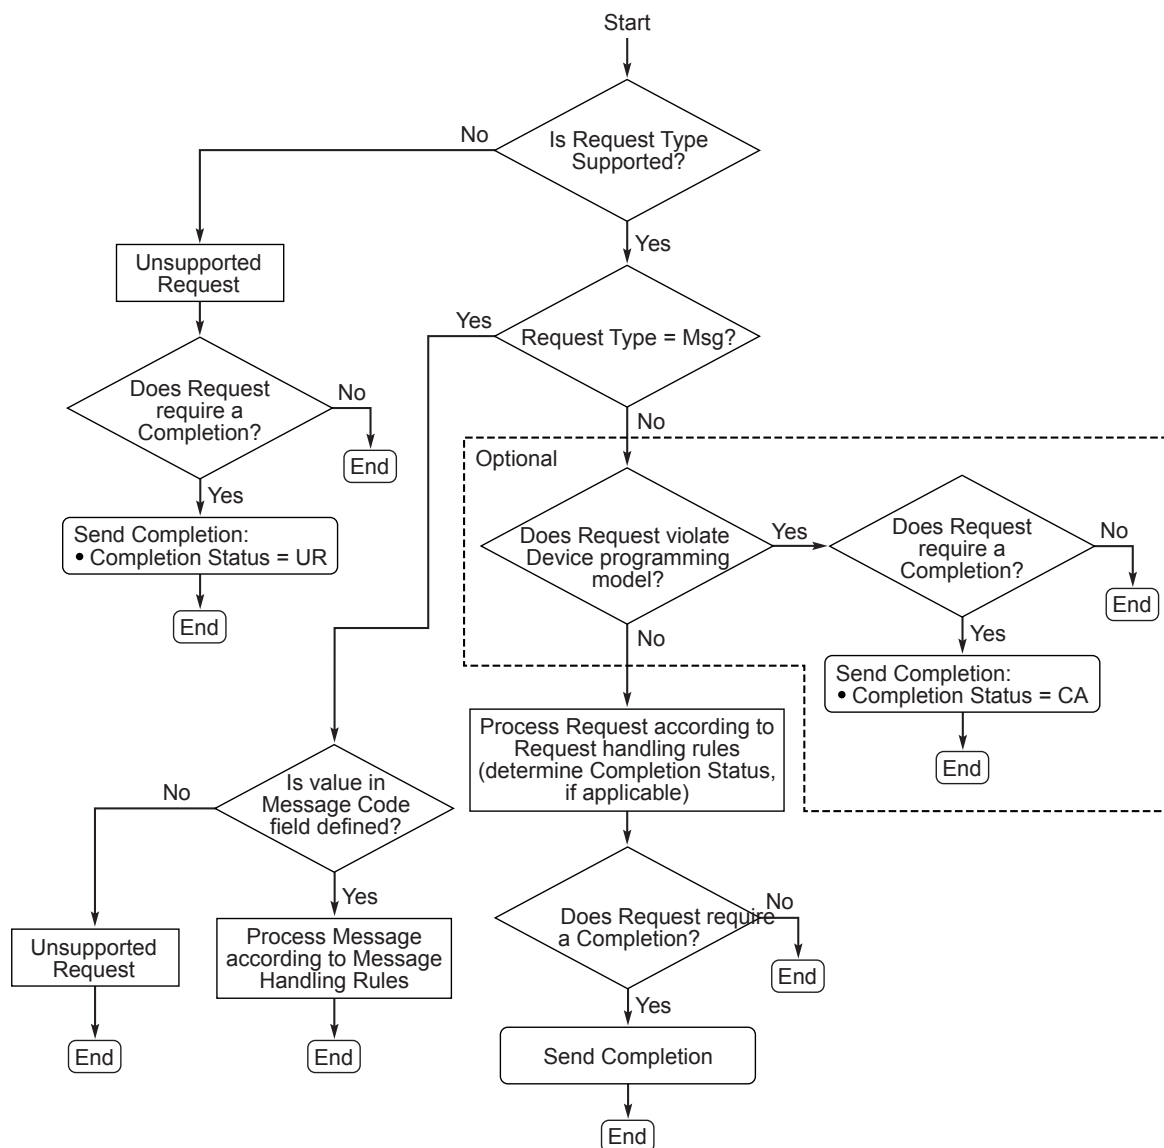 Start
No
Is Request Type
Supported?
Yes
Unsupported
Request
Yes
Request Type = Msg?
No
Does Request
require a
Completion?
No
End
Yes
Send Completion:
• Completion Status = UR
End
Optional
Does Request violate
Device programming
model?
Yes
Does Request
require a
Completion?
No
End
Yes
Send Completion:
• Completion Status = CA
End
No
Process Request according to
Request handling rules
(determine Completion Status,
if applicable)
Is value in
Message Code
field defined?
No
Yes
Unsupported
Request
End
Process Message
according to Message
Handling Rules
End
Does Request require
a Completion?
No
End
Yes
Send Completion
End